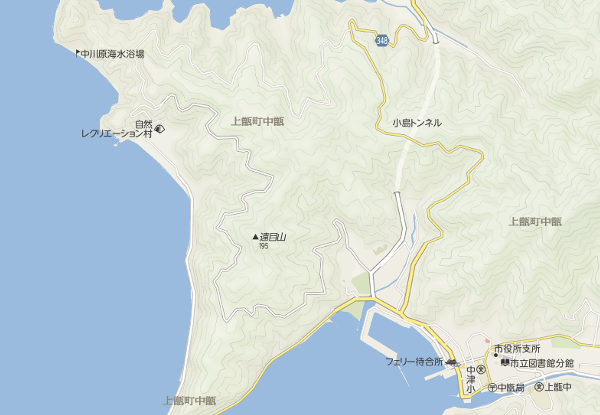 348
中川原海水浴場
上甑町中甑
自然
レクリエーション村
小島トンネル
上甑町中甑
遠目山
195
市役所支所
フェリー待合所
市立図書館分館
中津小
中甑局
上甑中
上甑町中甑